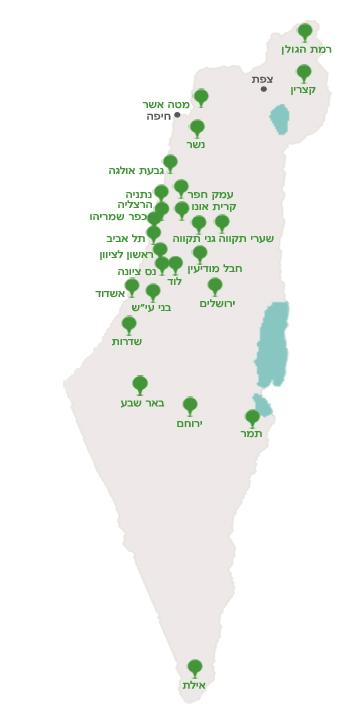 רמת הגולן
צפת
קצרין
מטה אשר
חיפה
נשר
גבעת אולגה
עמק חפר
נתניה
הרצליה
קרית אונו
כפר שמריהו
תל אביב
שערי תקווה
גני תקווה
ראשון לציון
חבל מודיעין
נס ציונה
לוד
אשדוד
בני עי"ש
ירושלים
שדרות
באר שבע
ירוחם
תמר
אילת